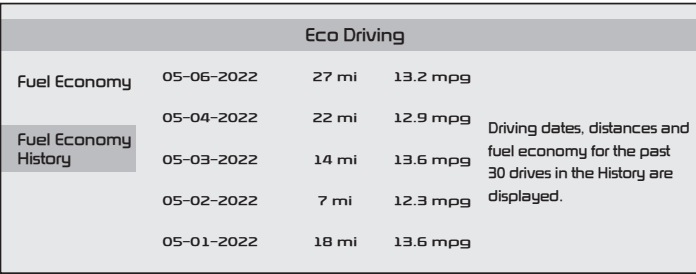 Eco Driving
Fuel Economy
Fuel Economy
History
05-06-2022 27 mi 13.2 mpg
05-04-2022 22 mi 12.9 mpg
05-03-2022 14 mi 13.6 mpg
05-02-2022 7 mi 12.3 mpg
05-01-2022 18 mi 13.6 mpg
Driving dates, distances and
fuel economy for the past
30 drives in the History are
displayed.